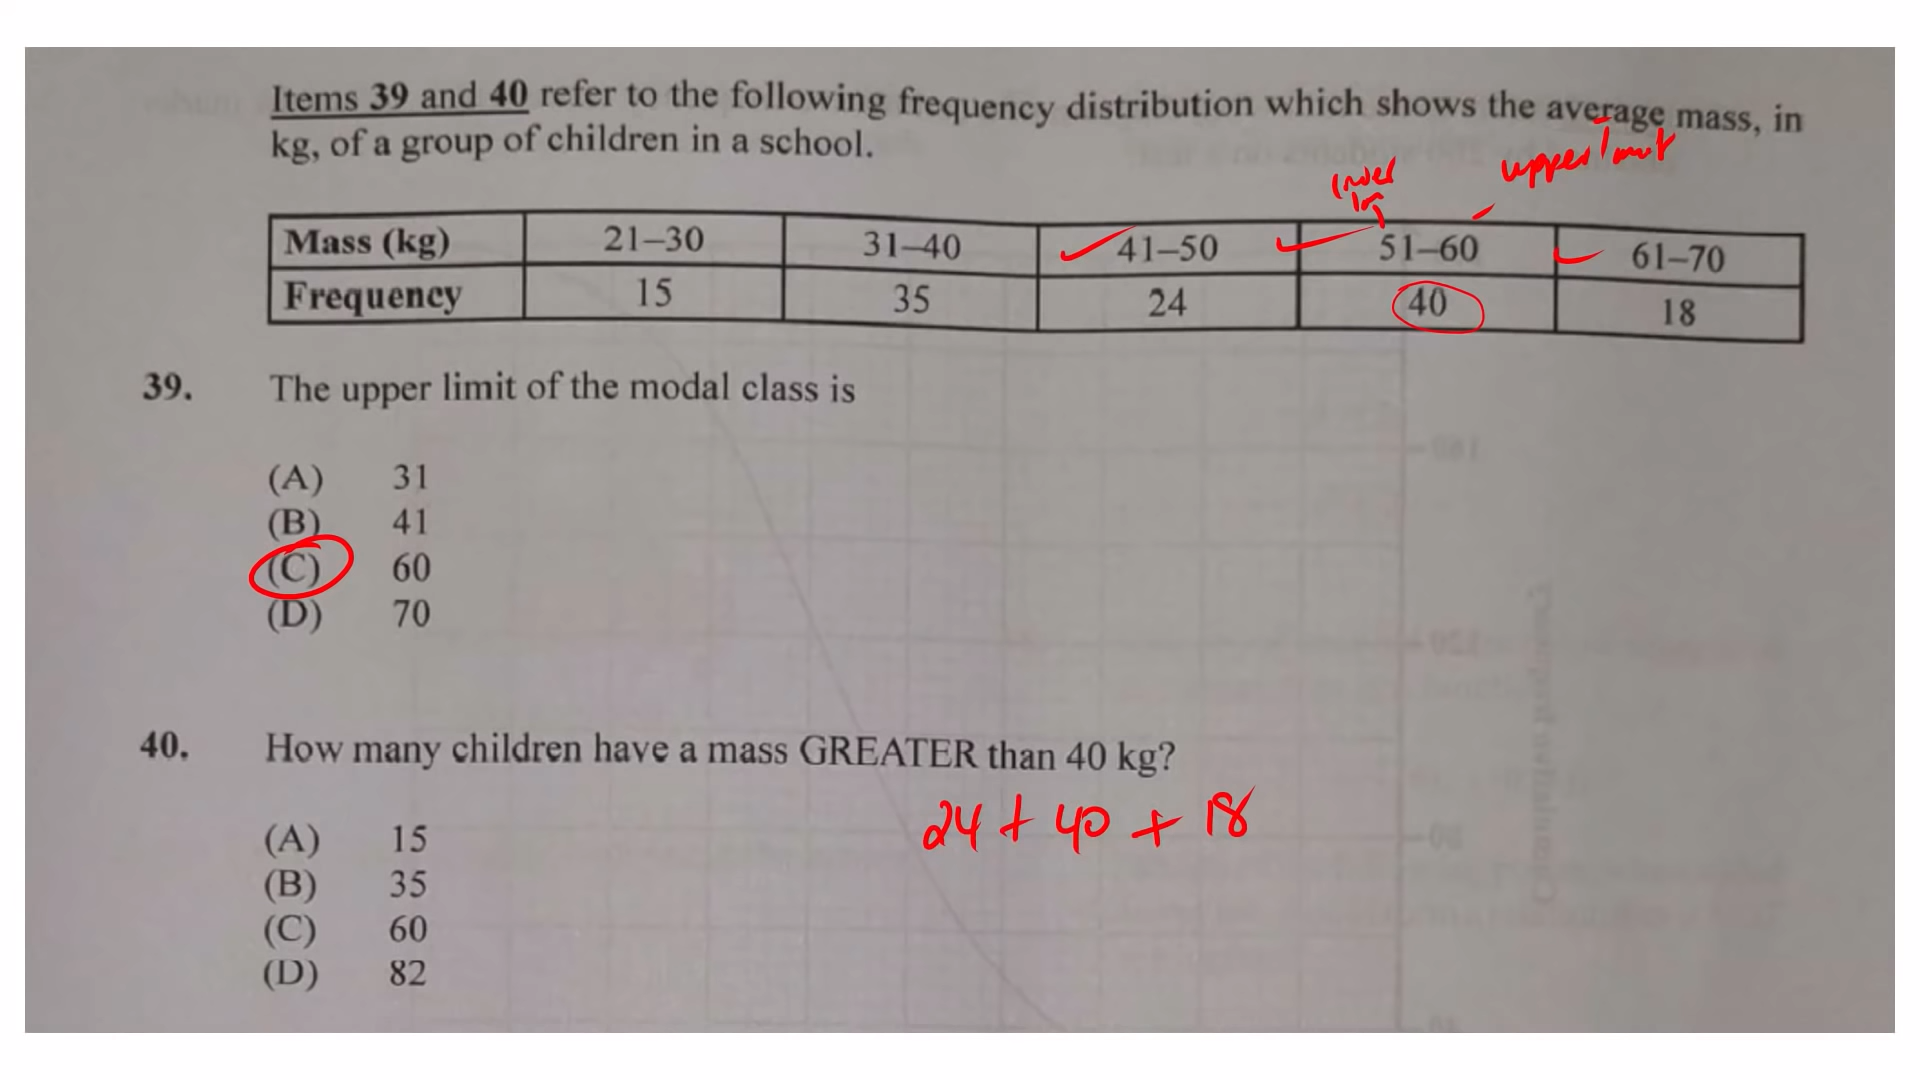 Items 39 and 40 refer to the following frequency distribution which shows the average mass, in
kg, of a group of children in a school.
upper limit
lower
Mass (kg) 21–30 31–40 41–50 51–60 61–70
Frequency 15 35 24 40 18
39. The upper limit of the modal class is
(A) 31
(B) 41
(C) 60
(D) 70
40. How many children have a mass GREATER than 40 kg?
24 + 40 + 18
(A) 15
(B) 35
(C) 60
(D) 82